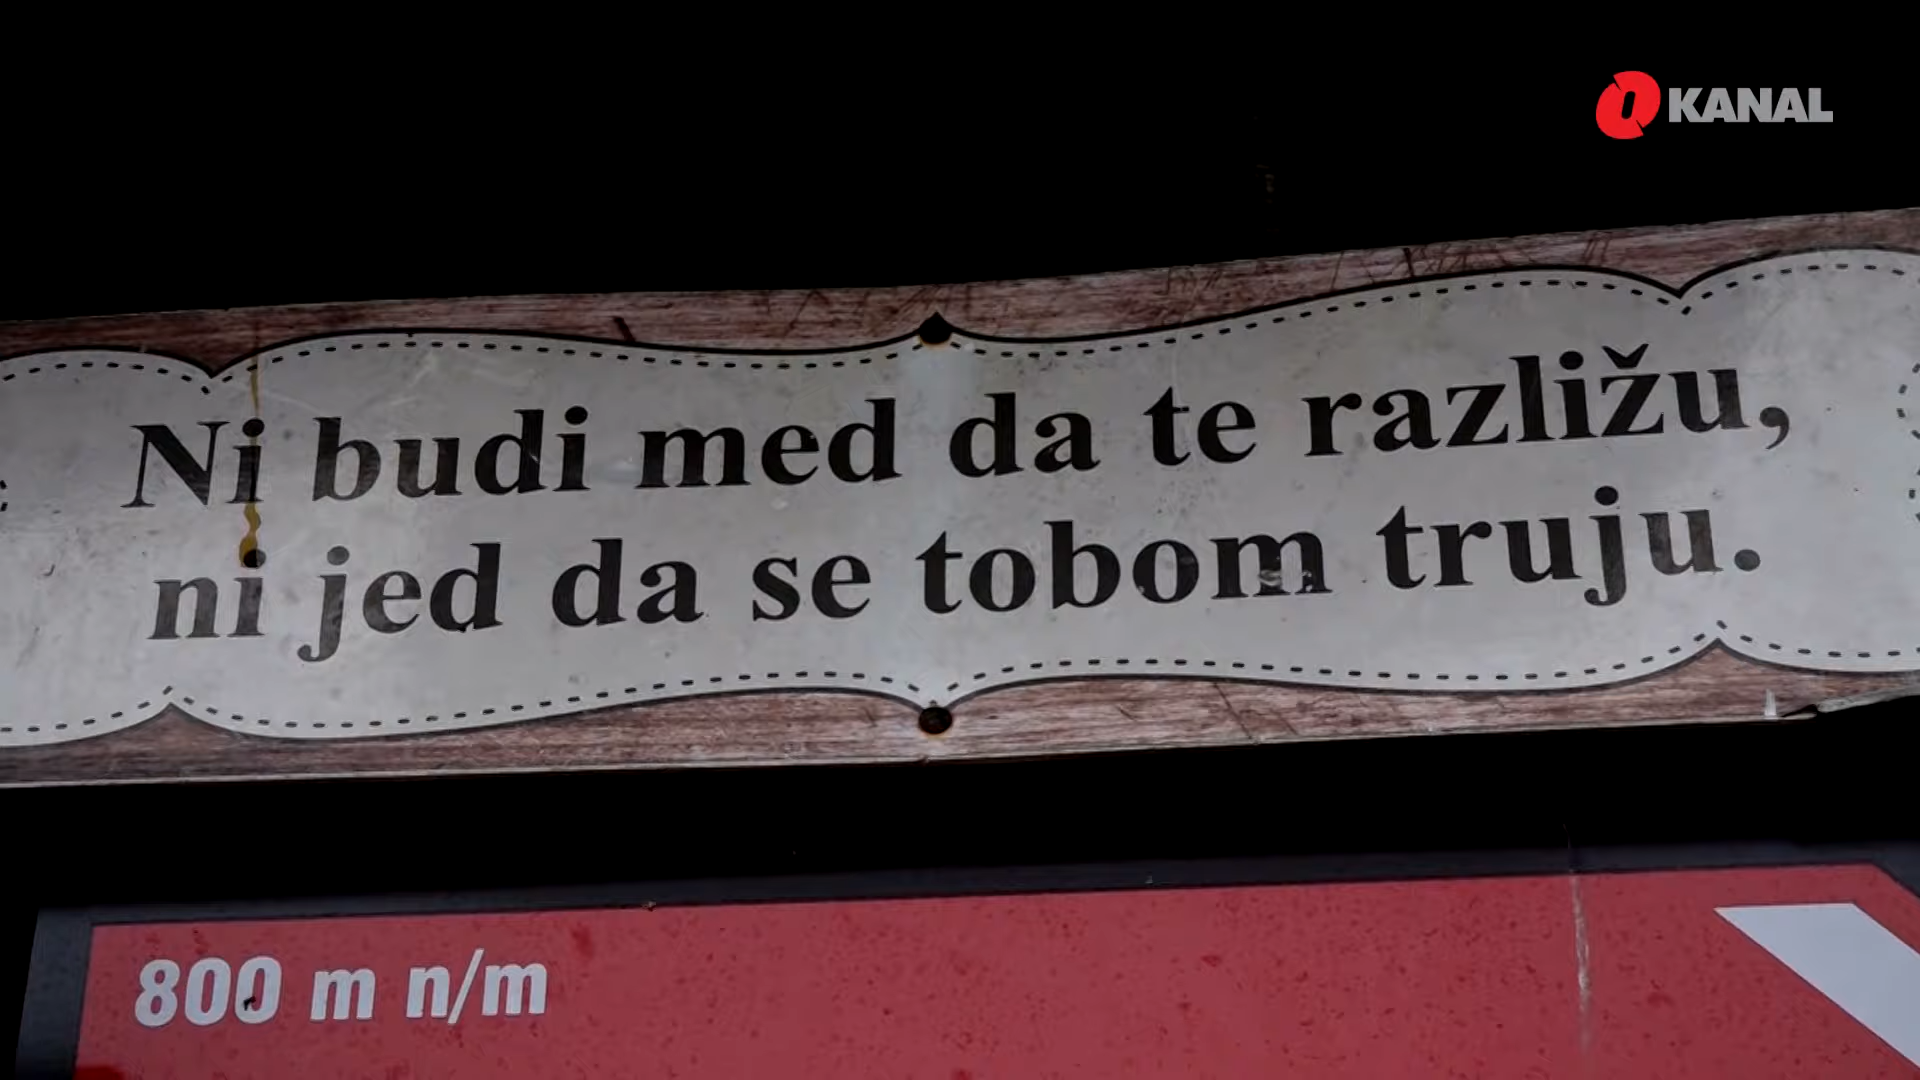 O KANAL
Ni budi med da te razližu,
ni jed da se tobom truju.
800 m n/m